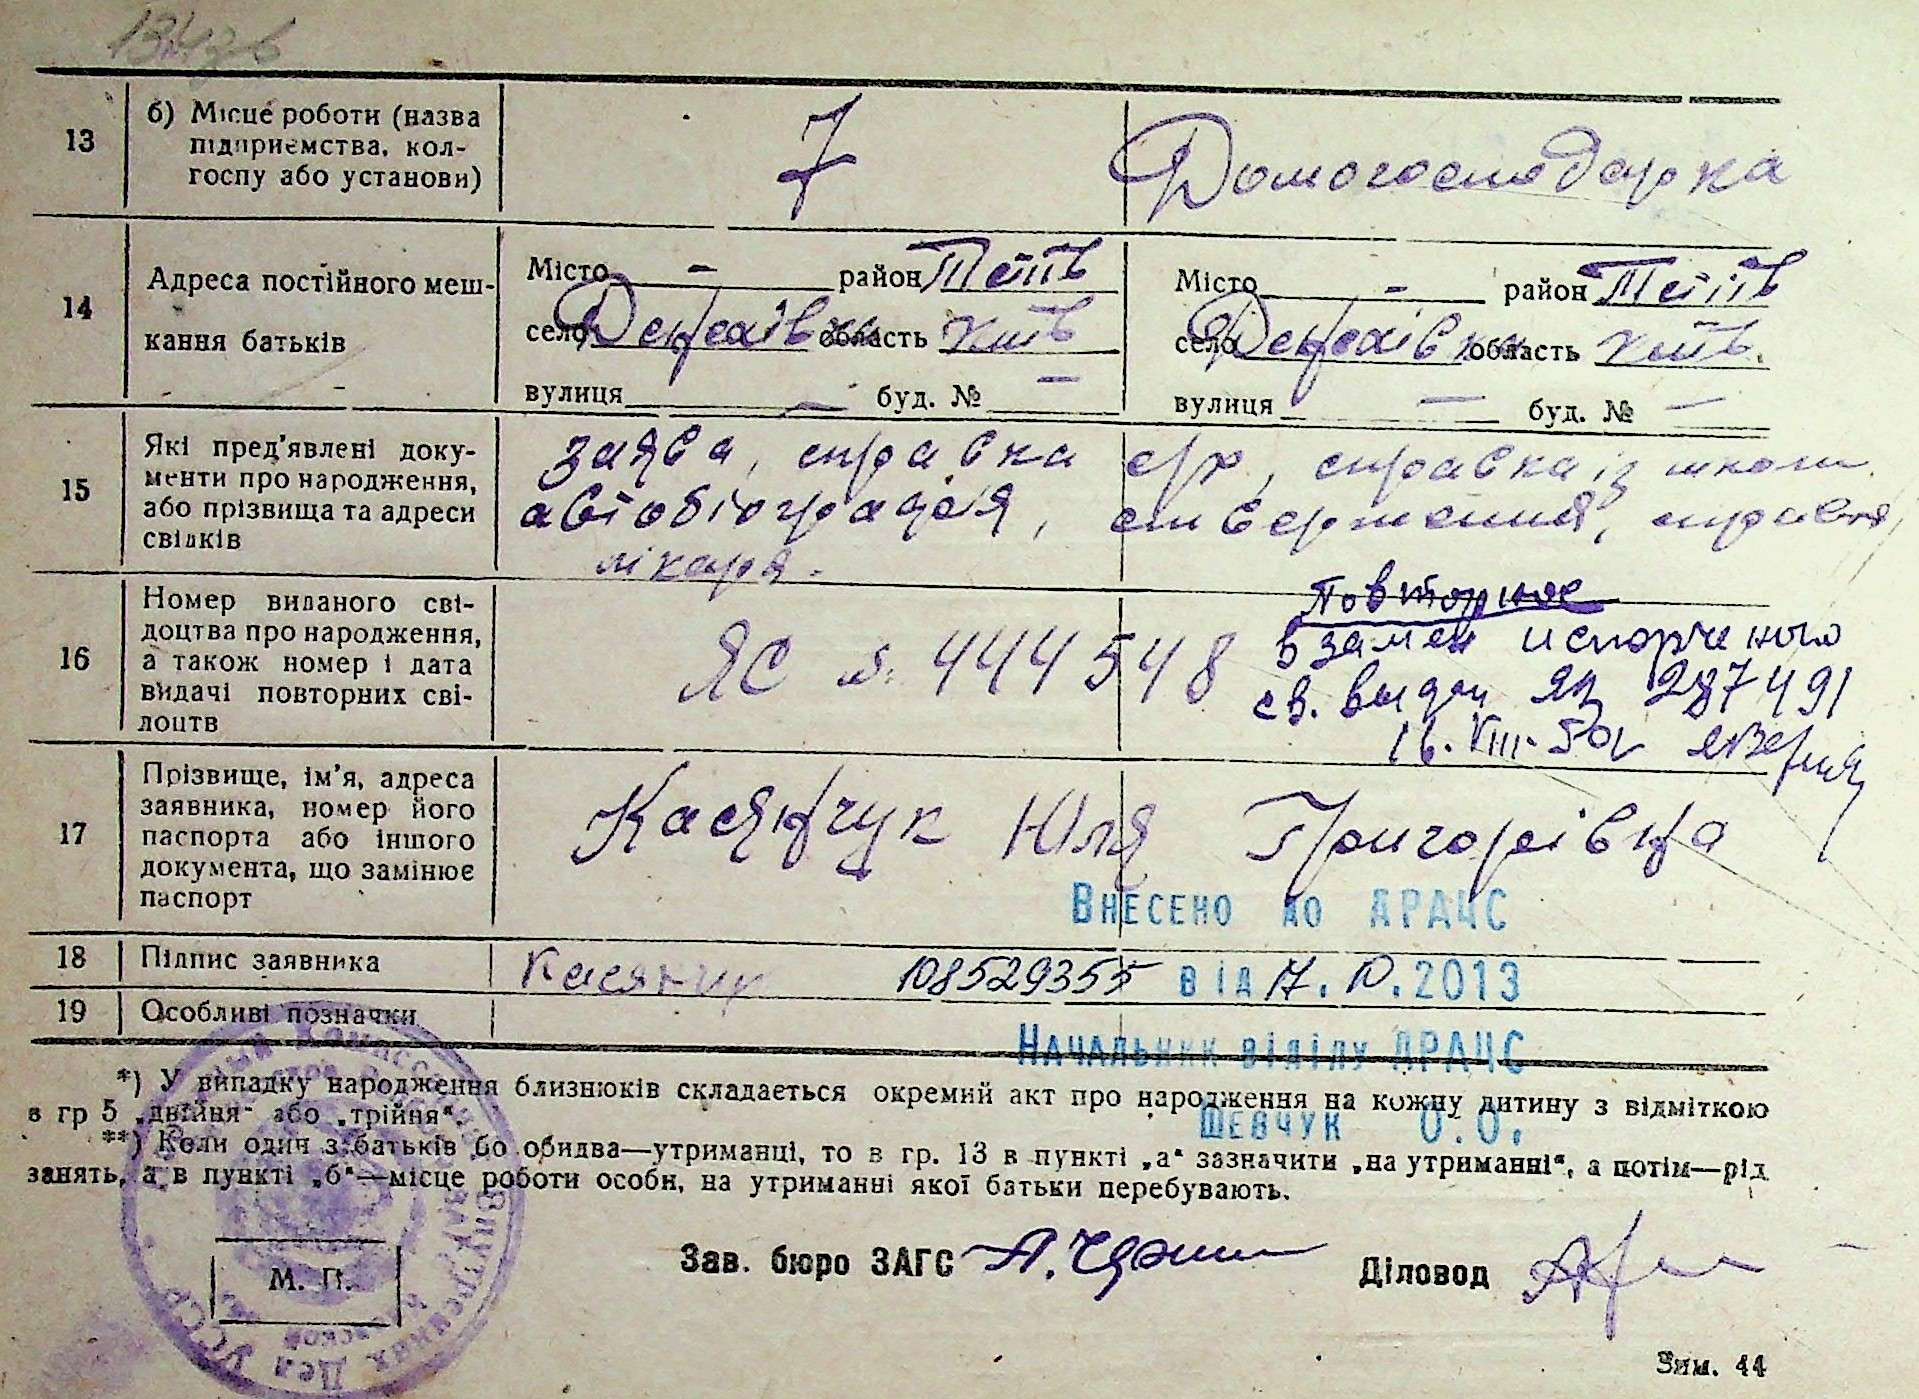 13
б) Місце роботи (назва
підприємства, кол-
госпу або установи)
7
Домогосподарка
14
Адреса постійного меш-
кання батьків
Місто - район Тетіїв
село область Київ
вулиця — буд. № —
Місто - район Тетіїв
село область Київ.
вулиця — буд. № —
15
Які пред'явлені доку-
менти про народження,
або прізвища та адреси
свідків
заява, справка с/р, справка із школи
автобіографія, ствердження, справка
лікаря.
16
Номер виданого сві-
доцтва про народження,
а також номер і дата
видачі повторних сві-
доцтв
ЯС №. 444548
Повторное
взамен испорченого
св. выдан 287491
16.VIII-50г
17
Прізвище, ім'я, адреса
заявника, номер його
паспорта або іншого
документа, що замінює
паспорт
Касянчук Юля Григорівна
Внесено до ДРАЦС
18
Підпис заявника
Касянчук
108529355 від 17.10.2013
19
Особливі позначки
Начальник відділу ДРАЦС
*) У випадку народження близнюків складається окремий акт про народження на кожну дитину з відміткою
в гр 5 „двійня" або „трійня".
Шевчук О.О.
**) Коли один з батьків бо обидва—утриманці, то в гр. 13 в пункті „а" зазначити „на утриманні", а потім—рід
занять, а в пункті „б"—місце роботи особи, на утриманні якої батьки перебувають.
М. П.
Зав. бюро ЗАГС
Діловод
Зим. 44